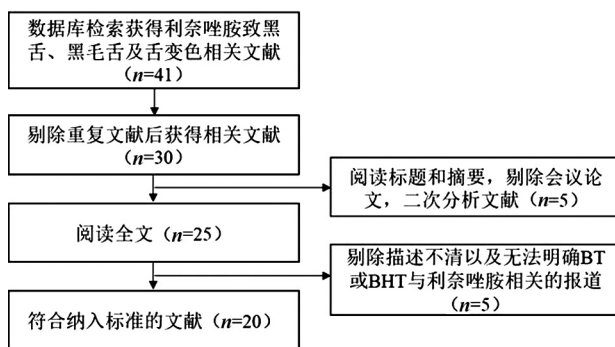 数据库检索获得利奈唑胺致黑
舌、黑毛舌及舌变色相关文献
（n=41）
剔除重复文献后获得相关文献
（n=30）
阅读标题和摘要，剔除会议论
文，二次分析文献（n=5）
阅读全文（n=25）
剔除描述不清以及无法明确BT
或BHT与利奈唑胺相关的报道
（n=5）
符合纳入标准的文献（n=20）